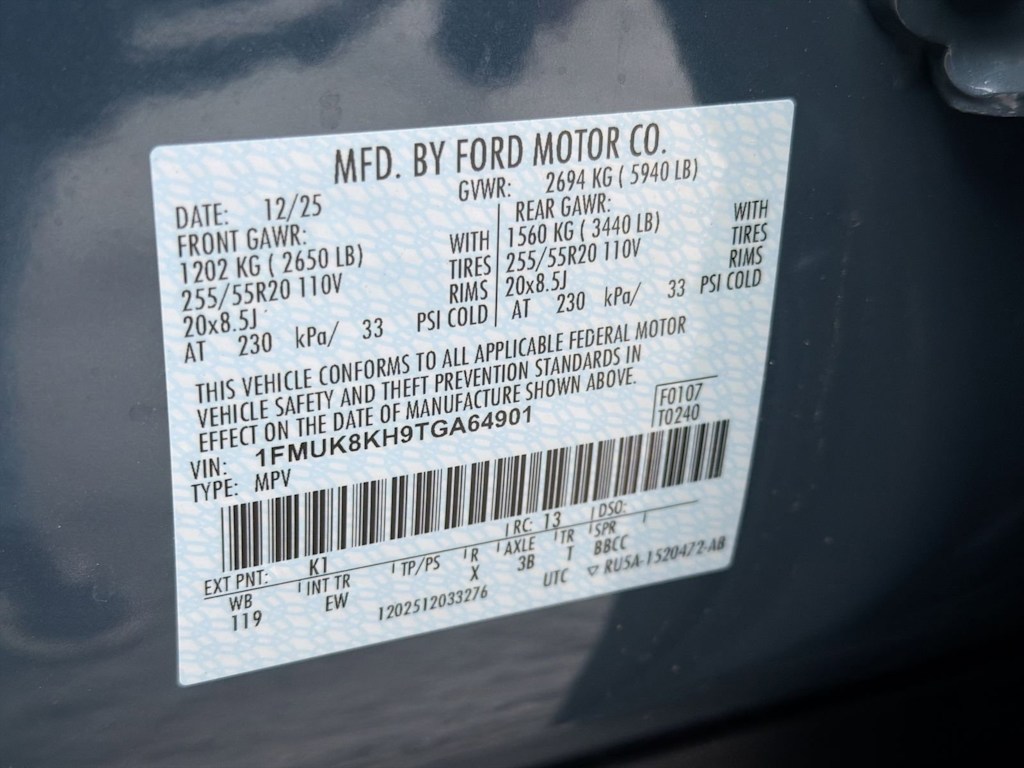 MFD. BY FORD MOTOR CO.
DATE: 12/25 GVWR: 2694 KG ( 5940 LB)
FRONT GAWR: REAR GAWR:
1202 KG ( 2650 LB) WITH 1560 KG ( 3440 LB) WITH
255/55R20 110V TIRES 255/55R20 110V TIRES
20x8.5J RIMS 20x8.5J RIMS
AT 230 kPa/ 33 PSI COLD AT 230 kPa/ 33 PSI COLD
THIS VEHICLE CONFORMS TO ALL APPLICABLE FEDERAL MOTOR
VEHICLE SAFETY AND THEFT PREVENTION STANDARDS IN
EFFECT ON THE DATE OF MANUFACTURE SHOWN ABOVE.
VIN: 1FMUK8KH9TGA64901 F0107
TYPE: MPV T0240
EXT PNT: K1 RC: 13 DSO:
WB INT TR TP/PS R AXLE TR SPR
119 EW X 3B T BBCC
1202512033276 UTC ▽ RU5A-1520472-AB